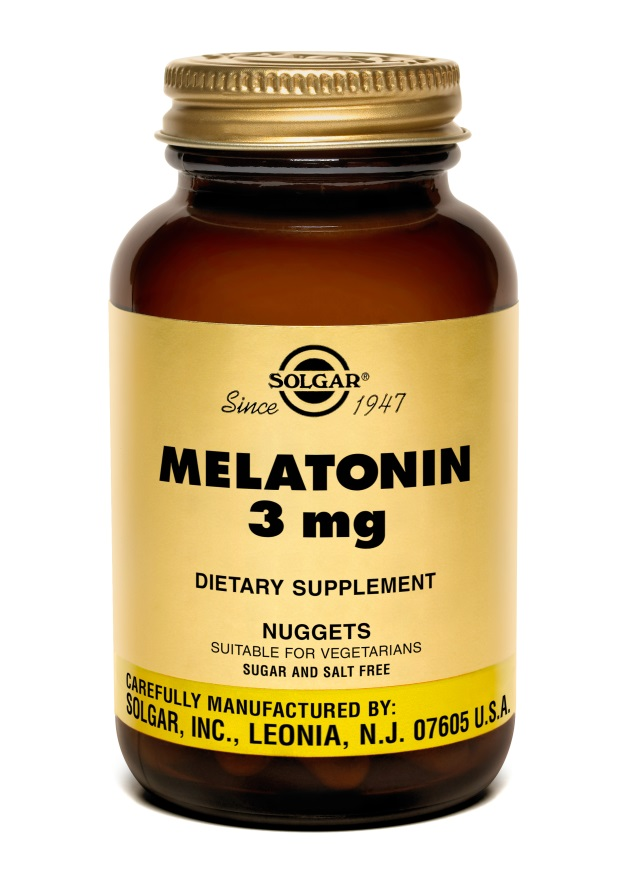 SOLGAR®
Since 1947
MELATONIN
3 mg
DIETARY SUPPLEMENT
NUGGETS
SUITABLE FOR VEGETARIANS
SUGAR AND SALT FREE
CAREFULLY MANUFACTURED BY:
SOLGAR, INC., LEONIA, N.J. 07605 U.S.A.